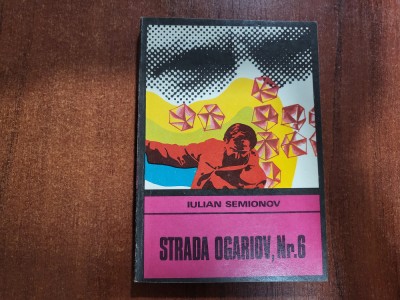 IULIAN SEMIONOV
STRADA OGARIOV, Nr.6